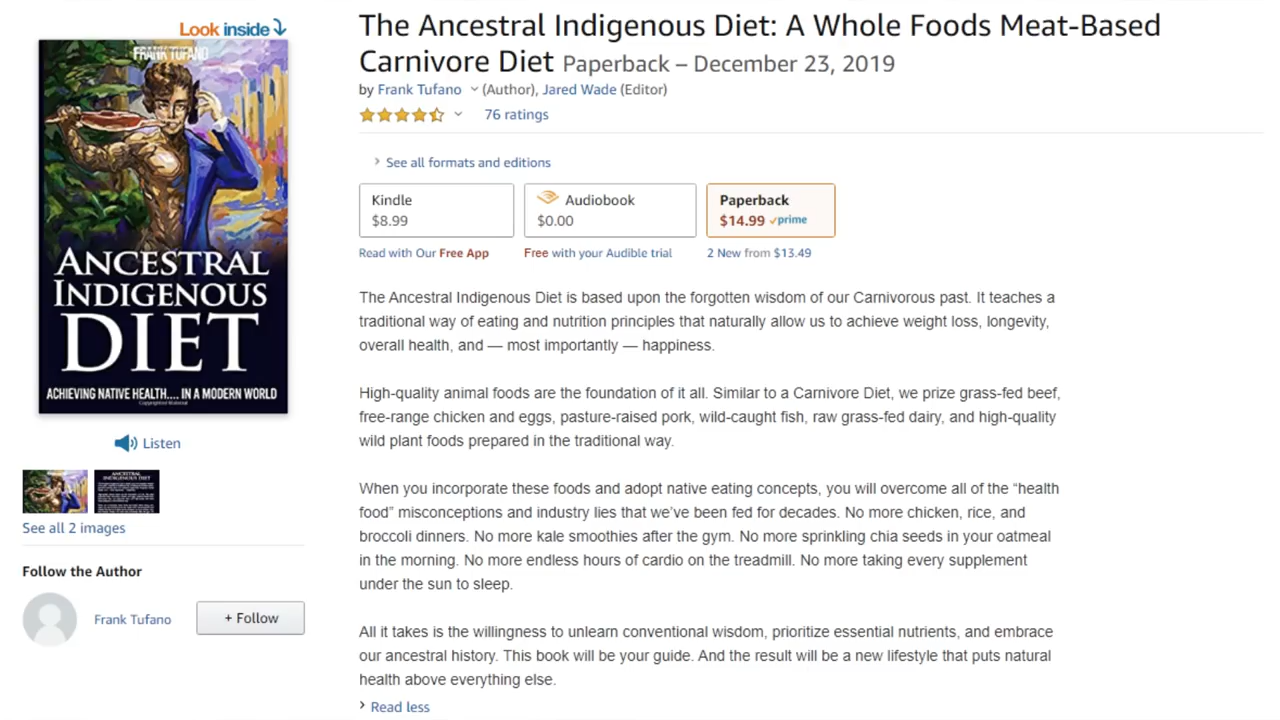 Look inside
FRANK TUFANO
ANCESTRAL
INDIGENOUS
DIET
ACHIEVING NATIVE HEALTH.... IN A MODERN WORLD
Copyrighted Material
Listen
ANCESTRAL
INDIGENOUS DIET
See all 2 images
Follow the Author
Frank Tufano
+ Follow
The Ancestral Indigenous Diet: A Whole Foods Meat-Based
Carnivore Diet Paperback – December 23, 2019
by Frank Tufano (Author), Jared Wade (Editor)
76 ratings
See all formats and editions
Kindle
$8.99
Read with Our Free App
Audiobook
$0.00
Free with your Audible trial
Paperback
$14.99 prime
2 New from $13.49
The Ancestral Indigenous Diet is based upon the forgotten wisdom of our Carnivorous past. It teaches a
traditional way of eating and nutrition principles that naturally allow us to achieve weight loss, longevity,
overall health, and — most importantly — happiness.
High-quality animal foods are the foundation of it all. Similar to a Carnivore Diet, we prize grass-fed beef,
free-range chicken and eggs, pasture-raised pork, wild-caught fish, raw grass-fed dairy, and high-quality
wild plant foods prepared in the traditional way.
When you incorporate these foods and adopt native eating concepts, you will overcome all of the “health
food” misconceptions and industry lies that we’ve been fed for decades. No more chicken, rice, and
broccoli dinners. No more kale smoothies after the gym. No more sprinkling chia seeds in your oatmeal
in the morning. No more endless hours of cardio on the treadmill. No more taking every supplement
under the sun to sleep.
All it takes is the willingness to unlearn conventional wisdom, prioritize essential nutrients, and embrace
our ancestral history. This book will be your guide. And the result will be a new lifestyle that puts natural
health above everything else.
Read less